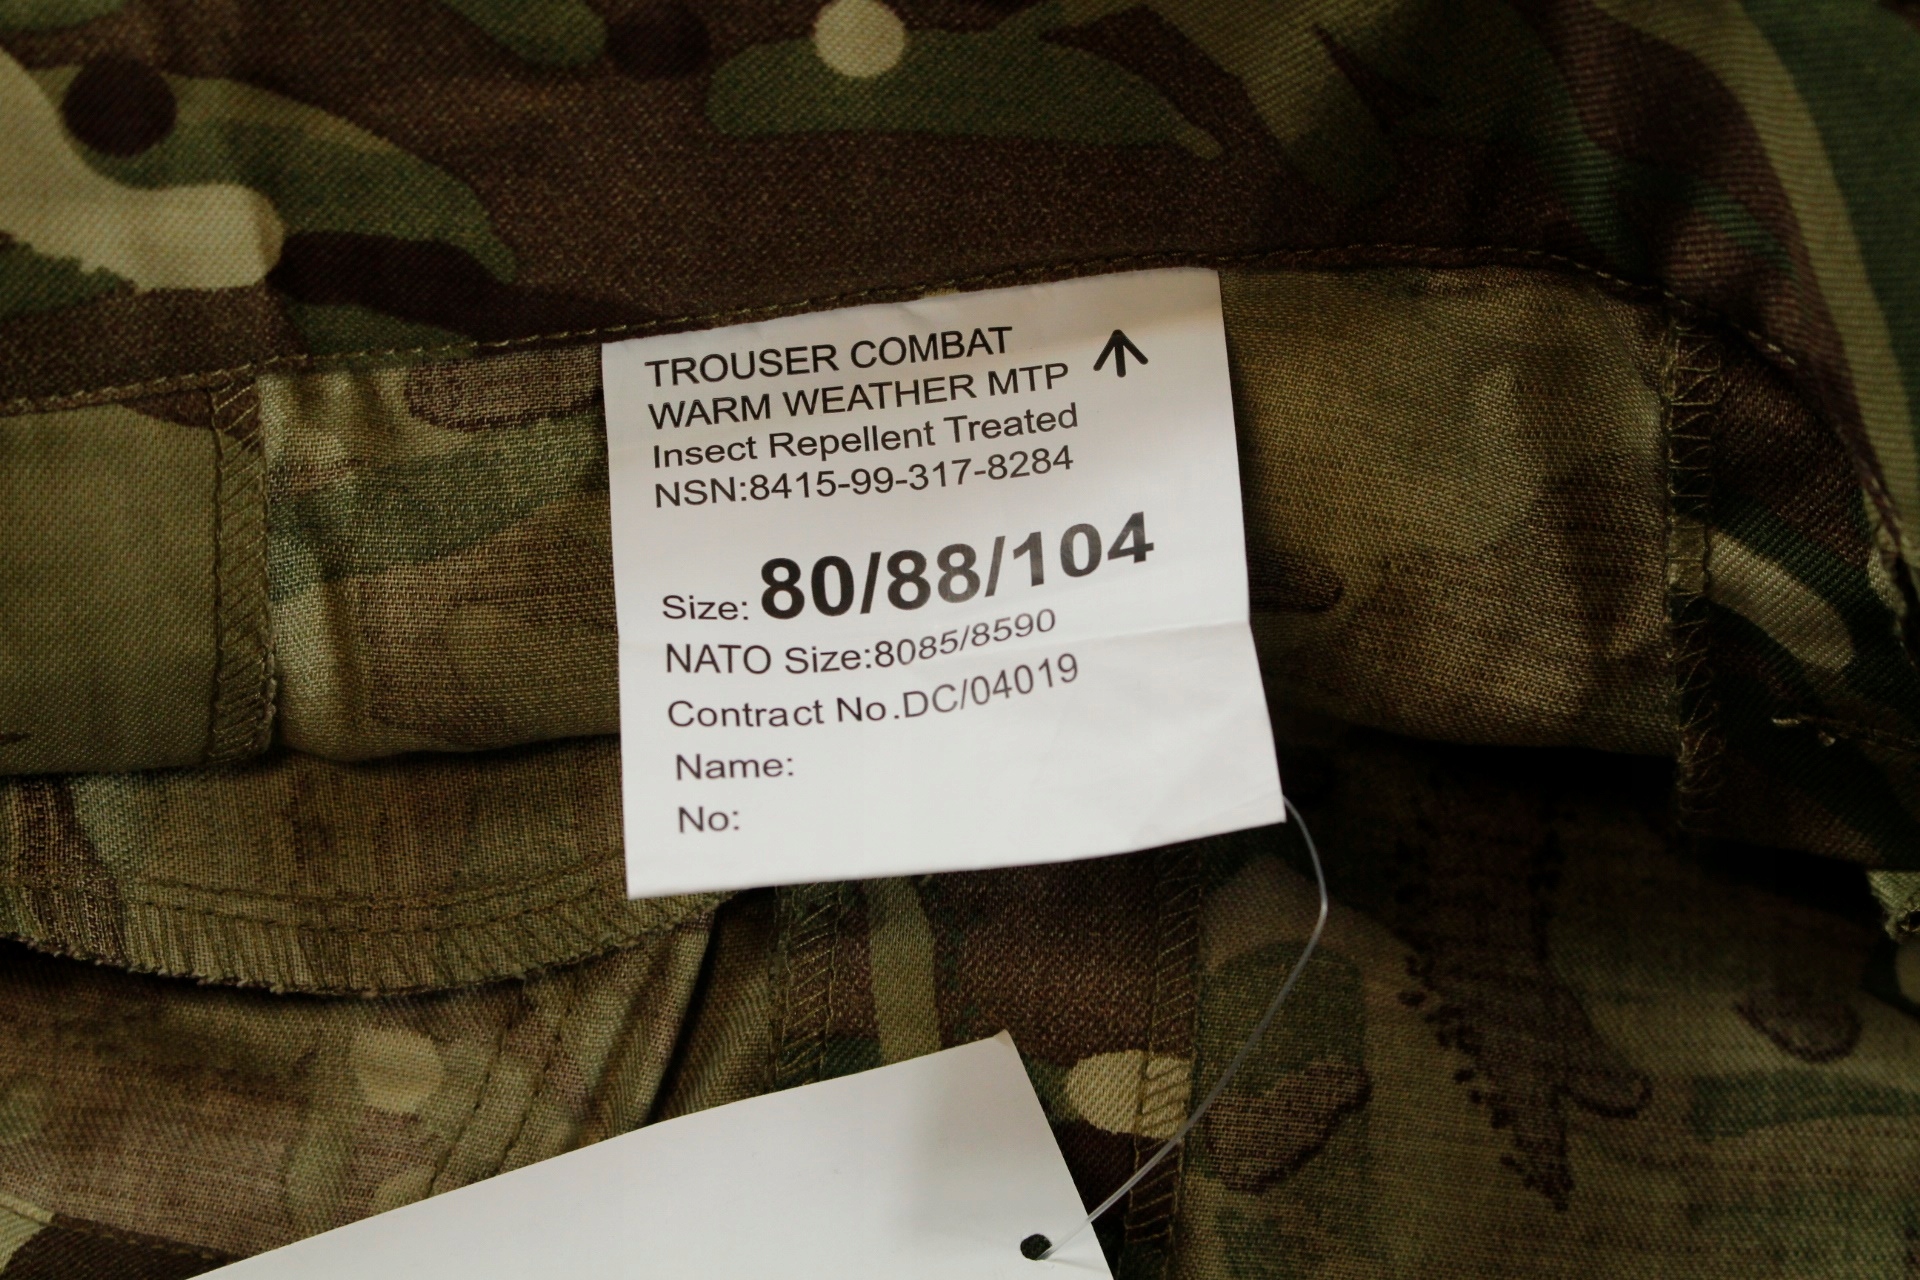 TROUSER COMBAT
WARM WEATHER MTP
Insect Repellent Treated
NSN:8415-99-317-8284
Size: 80/88/104
NATO Size:8085/8590
Contract No.DC/04019
Name:
No: